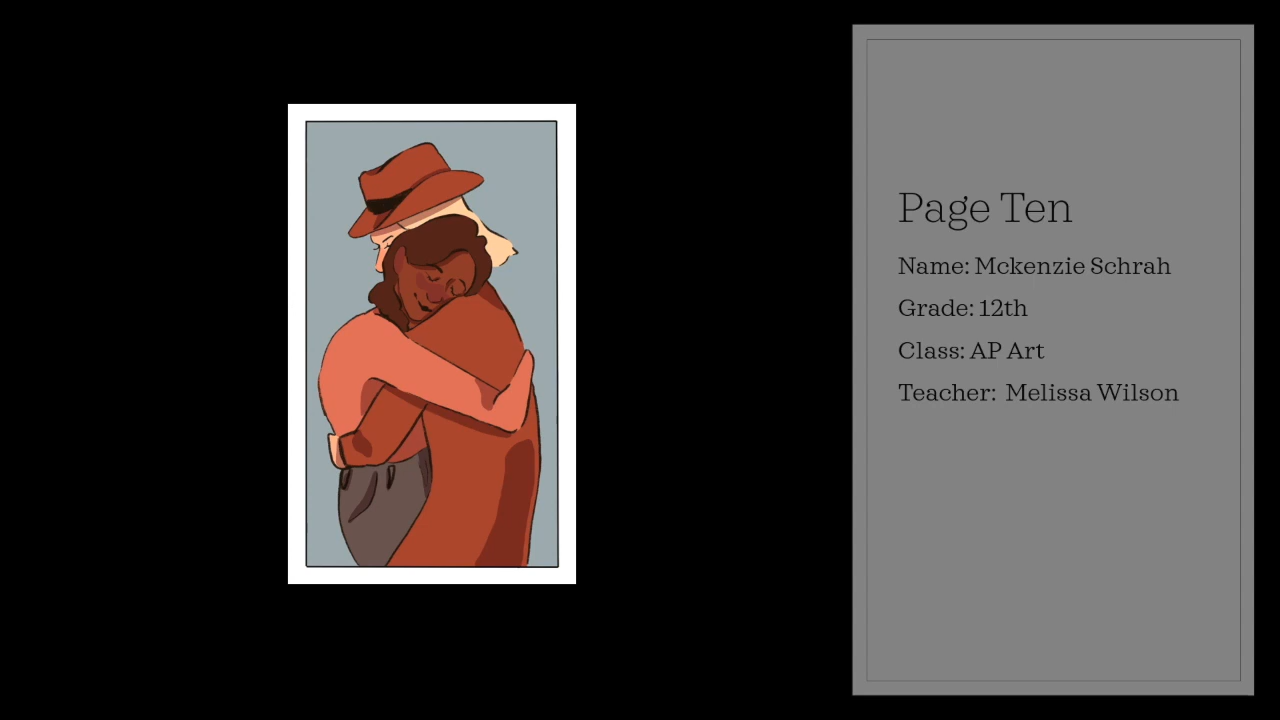 Page Ten
Name: Mckenzie Schrah
Grade: 12th
Class: AP Art
Teacher:  Melissa Wilson